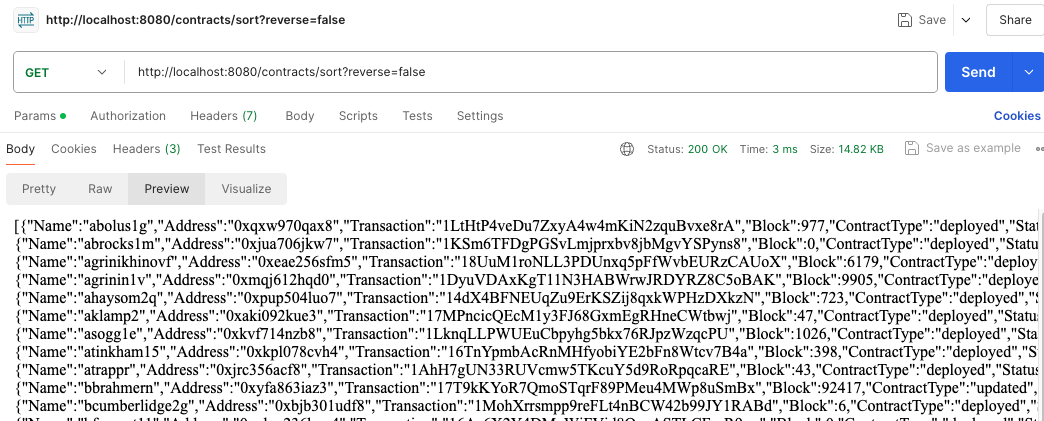 HTTP http://localhost:8080/contracts/sort?reverse=false Save Share
GET http://localhost:8080/contracts/sort?reverse=false Send
Params Authorization Headers (7) Body Scripts Tests Settings Cookies
Body Cookies Headers (3) Test Results Status: 200 OK Time: 3 ms Size: 14.82 KB Save as example
Pretty Raw Preview Visualize
[{"Name":"abolus1g","Address":"0xqxw970qax8","Transaction":"1LtHtP4veDu7ZxyA4w4mKiN2zquBvxe8rA","Block":977,"ContractType":"deployed","Stat
{"Name":"abrocks1m","Address":"0xjua706jkw7","Transaction":"1KSm6TFDgPGSvLmjprxbv8jbMgvYSPyns8","Block":0,"ContractType":"deployed","Statu
{"Name":"agrinikhinovf","Address":"0xeae256sfm5","Transaction":"18UuM1roNLL3PDUnxq5pFfWvbEURzCAUoX","Block":6179,"ContractType":"deploy
{"Name":"agrinin1v","Address":"0xmqj612hqd0","Transaction":"1DyuVDAxKgT11N3HABWrwJRDYRZ8C5oBAK","Block":9905,"ContractType":"deploye
{"Name":"ahaysom2q","Address":"0xpup504luo7","Transaction":"14dX4BFNEUqZu9ErKSZij8qxkWPHzDXkzN","Block":723,"ContractType":"deployed","S
{"Name":"aklamp2","Address":"0xaki092kue3","Transaction":"17MPncicQEcM1y3FJ68GxmEgRHneCWtbwj","Block":47,"ContractType":"deployed","Status
{"Name":"asogg1e","Address":"0xkvf714nzb8","Transaction":"1LknqLLPWUEuCbpyhg5bkx76RJpzWzqcPU","Block":1026,"ContractType":"deployed","Sta
{"Name":"atinkham15","Address":"0xkpl078cvh4","Transaction":"16TnYpmbAcRnMHfyobiYE2bFn8Wtcv7B4a","Block":398,"ContractType":"deployed","S
{"Name":"atrappr","Address":"0xjrc356acf8","Transaction":"1AhH7gUN33RUVcmw5TKcuY5d9RoRpqcaRE","Block":43,"ContractType":"deployed","Status
{"Name":"bbrahmern","Address":"0xyfa863iaz3","Transaction":"17T9kKYoR7QmoSTqrF89PMeu4MWp8uSmBx","Block":92417,"ContractType":"updated",
{"Name":"bcumberlidge2g","Address":"0xbjb301udf8","Transaction":"1MohXrrsmpp9reFLt4nBCW42b99JY1RABd","Block":6,"ContractType":"deployed","